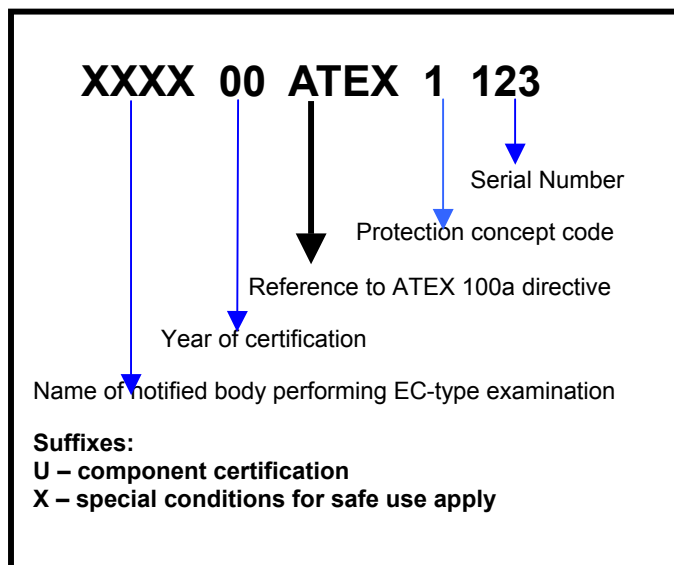 XXXX 00 ATEX 1 123
Serial Number
Protection concept code
Reference to ATEX 100a directive
Year of certification
Name of notified body performing EC-type examination
Suffixes:
U – component certification
X – special conditions for safe use apply